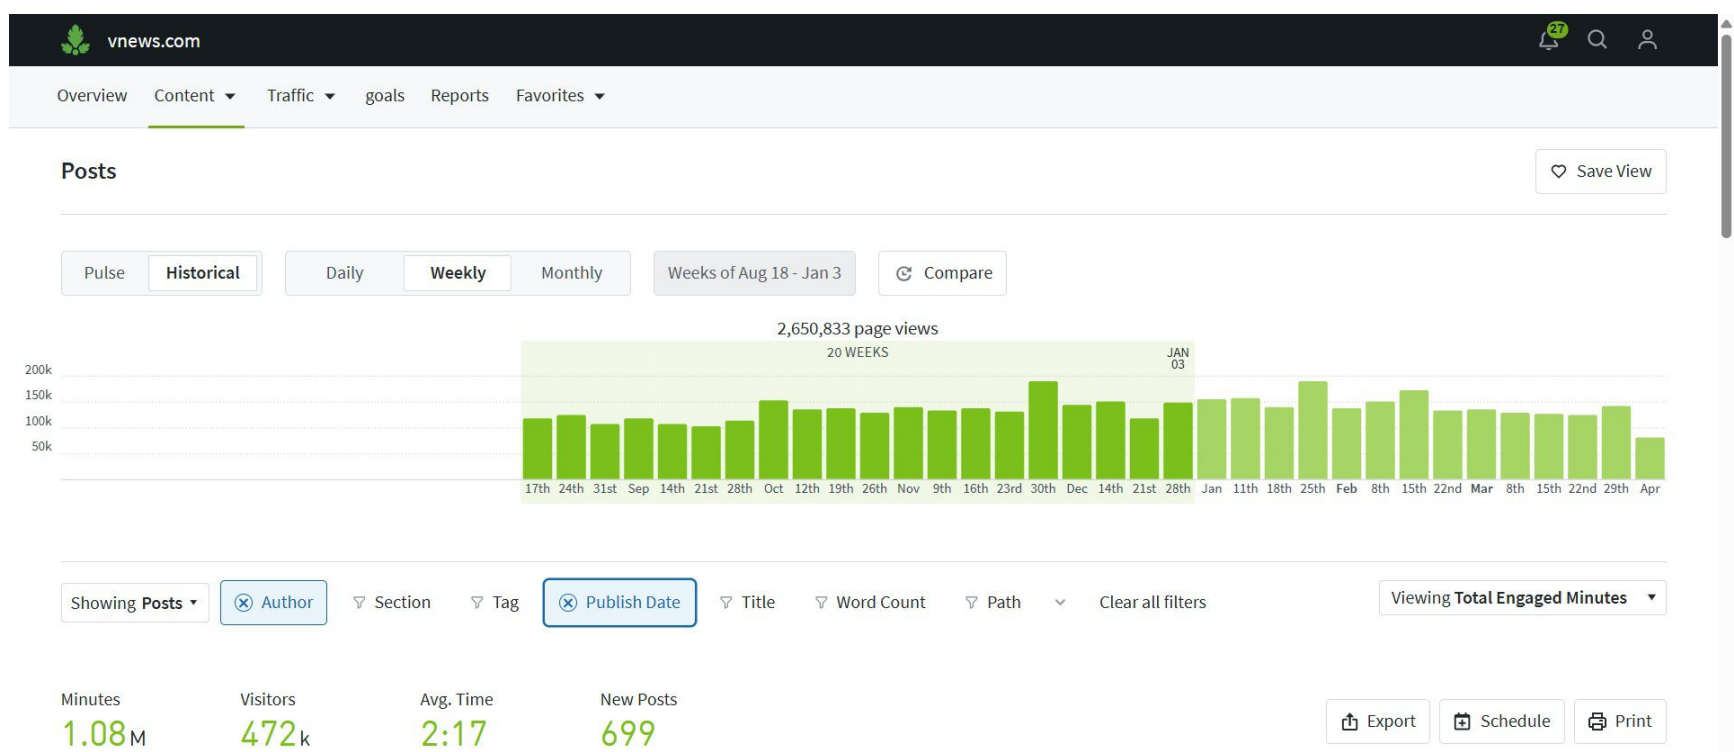 vnews.com
27
Overview Content Traffic goals Reports Favorites
Posts
Save View
Pulse Historical Daily Weekly Monthly Weeks of Aug 18 - Jan 3 Compare
2,650,833 page views
20 WEEKS
JAN
03
200k
150k
100k
50k
17th 24th 31st Sep 14th 21st 28th Oct 12th 19th 26th Nov 9th 16th 23rd 30th Dec 14th 21st 28th Jan 11th 18th 25th Feb 8th 15th 22nd Mar 8th 15th 22nd 29th Apr
Showing Posts Author Section Tag Publish Date Title Word Count Path Clear all filters Viewing Total Engaged Minutes
Minutes Visitors Avg. Time New Posts
1.08M 472k 2:17 699
Export Schedule Print